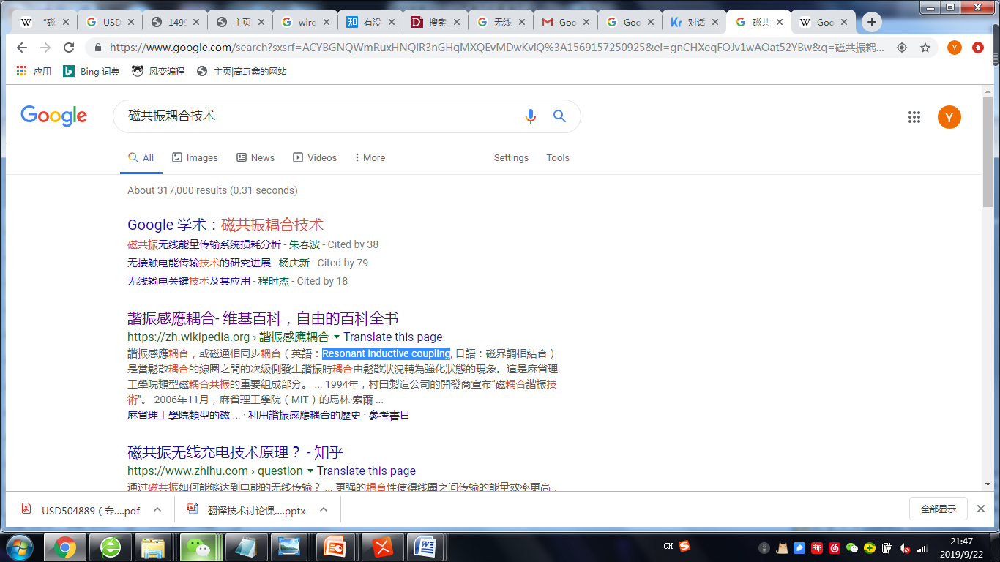 "磁
USD
1499
主页
wire
有没
搜索
无线
Goo
Goo
对话
磁共
Goo
https://www.google.com/search?sxsrf=ACYBGNQWmRuxHNQiR3nGHqMXQEvMDwKviQ%3A1569157250925&ei=gnCHXeqFOJv1wAOat52YBw&q=磁共振耦...
Y
应用
Bing 词典
风变编程
主页|高垚鑫的网站
Google
磁共振耦合技术
Y
All
Images
News
Videos
More
Settings
Tools
About 317,000 results (0.31 seconds)
Google 学术：磁共振耦合技术
磁共振无线能量传输系统损耗分析 - 朱春波 - Cited by 38
无接触电能传输技术的研究进展 - 杨庆新 - Cited by 79
无线输电关键技术及其应用 - 程时杰 - Cited by 18
諧振感應耦合- 维基百科，自由的百科全书
https://zh.wikipedia.org › 諧振感應耦合 Translate this page
諧振感應耦合，或磁通相同步耦合（英語：Resonant inductive coupling, 日語：磁界調相結合）
是當鬆散耦合的線圈之間的次級側發生諧振時耦合由鬆散狀況轉為強化狀態的現象。這是麻省理
工學院類型磁耦合共振的重要組成部分。 ... 1994年，村田製造公司的開發商宣布“磁耦合諧振技
術”。 2006年11月，麻省理工學院（MIT）的馬林·索爾 ...
麻省理工學院類型的磁 ... · 利用諧振感應耦合的歷史 · 參考書目
磁共振无线充电技术原理？ - 知乎
https://www.zhihu.com › question Translate this page
通过磁共振如何能够达到电能的无线传输？ ... 更强的耦合性使得线圈之间传输的能量效率更高，
USD504889（专....pdf
翻译技术讨论课....pptx
全部显示
CH
21:47
2019/9/22